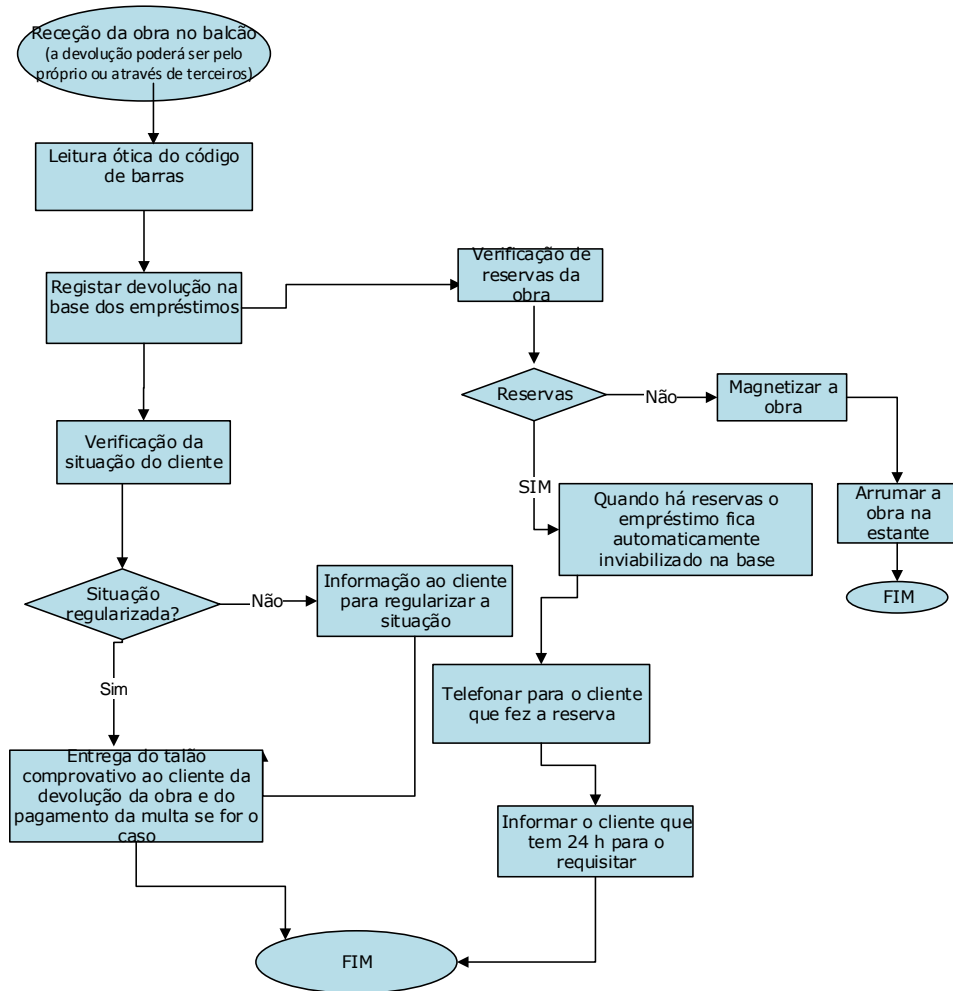 Receção da obra no balcão
(a devolução poderá ser pelo
próprio ou através de terceiros)
Leitura ótica do código
de barras
Registar devolução na
base dos empréstimos
Verificação de
reservas da
obra
Reservas
Não
Magnetizar a
obra
Verificação da
situação do cliente
SIM
Quando há reservas o
empréstimo fica
automaticamente
inviabilizado na base
Arrumar a
obra na
estante
FIM
Situação
regularizada?
Não
Informação ao cliente
para regularizar a
situação
Sim
Telefonar para o cliente
que fez a reserva
Entrega do talão
comprovativo ao cliente da
devolução da obra e do
pagamento da multa se for o
caso
Informar o cliente que
tem 24 h para o
requisitar
FIM